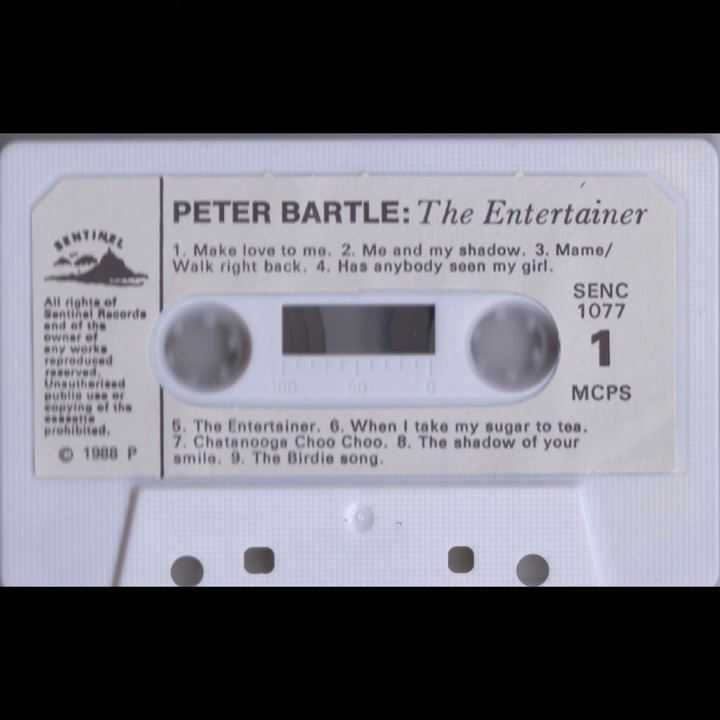 PETER BARTLE: The Entertainer
1. Make love to me. 2. Me and my shadow. 3. Mame/
Walk right back. 4. Has anybody seen my girl.
SENTINEL
All rights of
Sentinel Records
and of the
owner of
any works
reproduced
reserved.
Unauthorised
public use or
copying of the
cassette
prohibited.
© 1988 P
SENC
1077
1
MCPS
100 50 0
5. The Entertainer. 6. When I take my sugar to tea.
7. Chatanooga Choo Choo. 8. The shadow of your
smile. 9. The Birdie song.